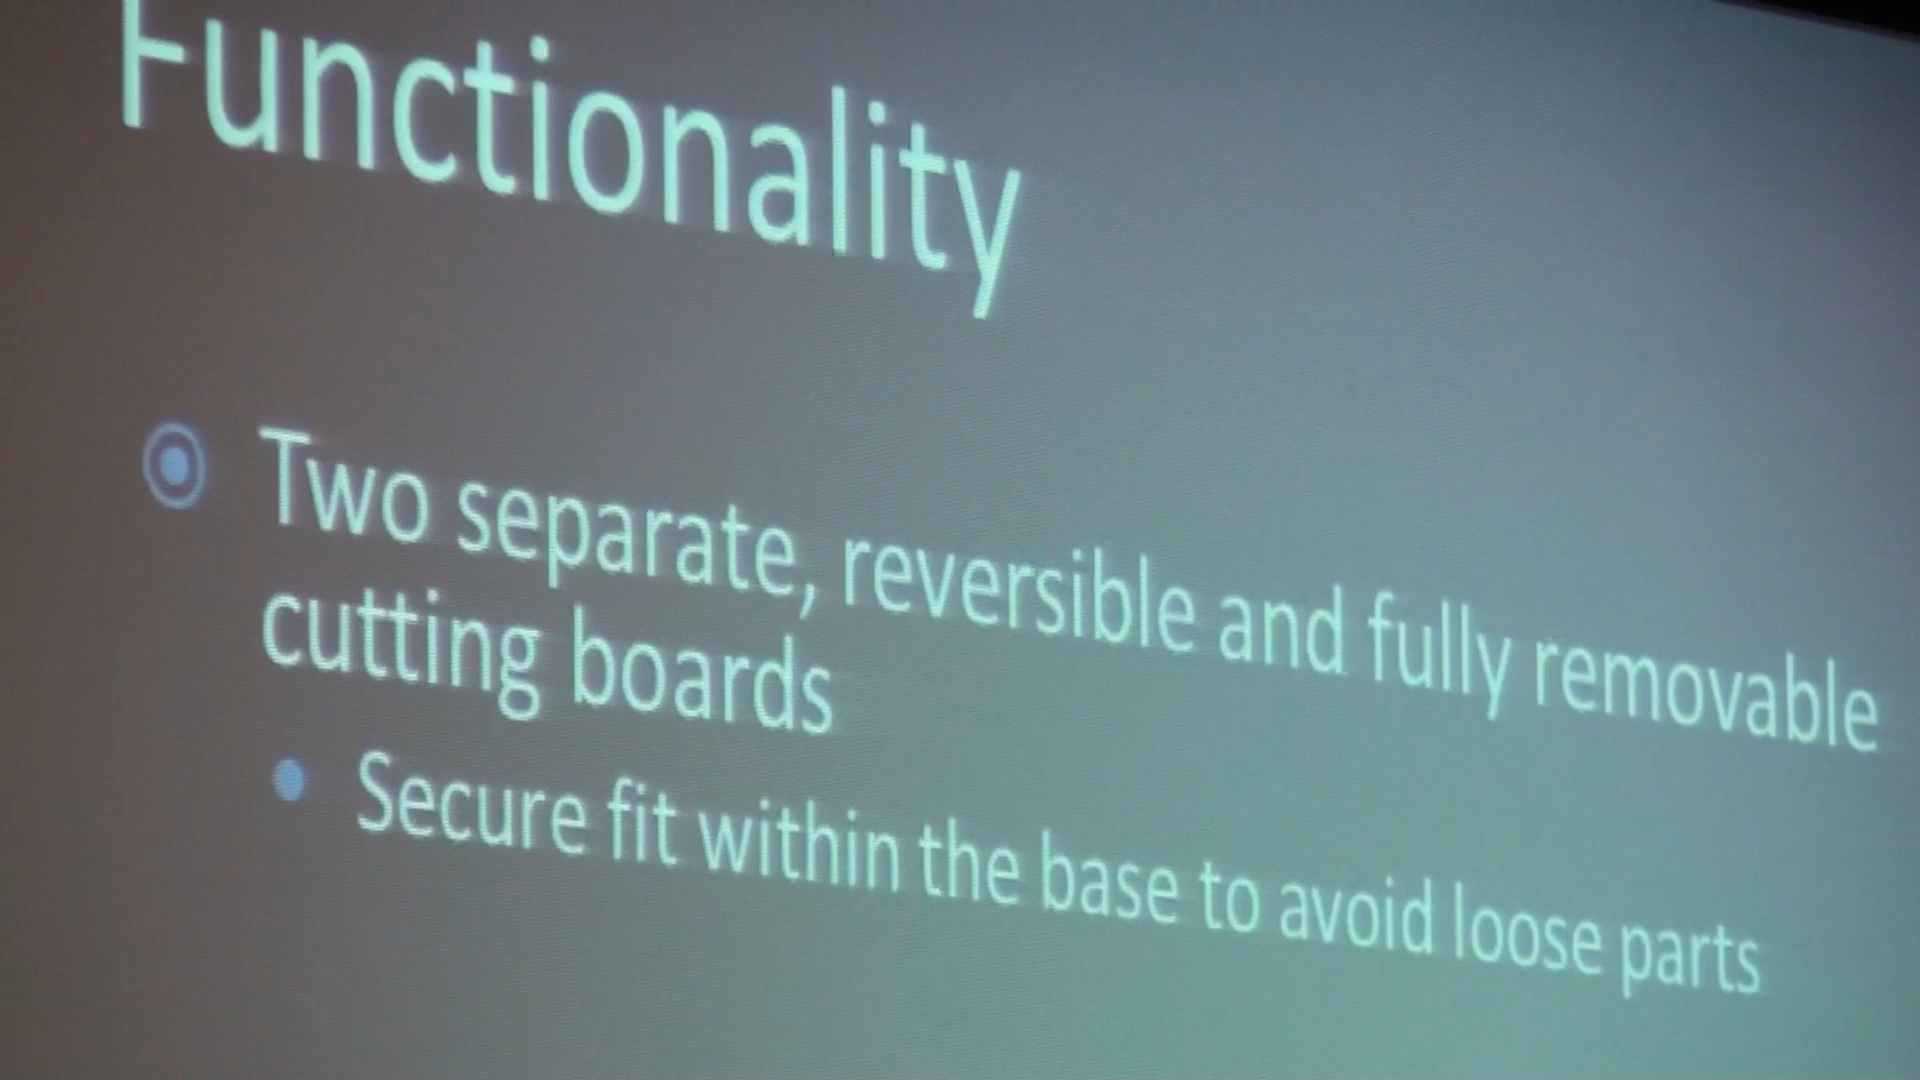 Functionality
Two separate, reversible and fully removable
cutting boards
Secure fit within the base to avoid loose parts